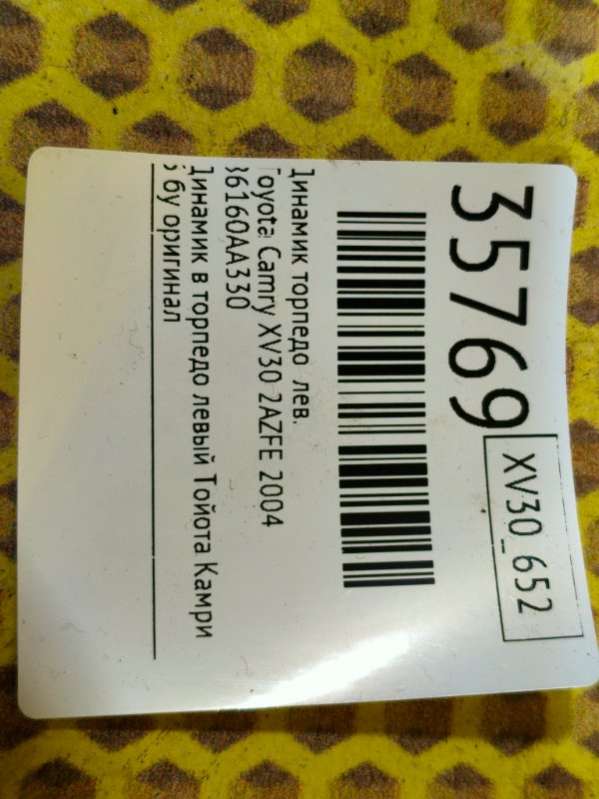 35769
XV30_652
Динамик торпедо лев.
Toyota Camry XV30 2AZFE 2004
86160AA330
Динамик в торпедо левый Тойота Камри
бу оригинал